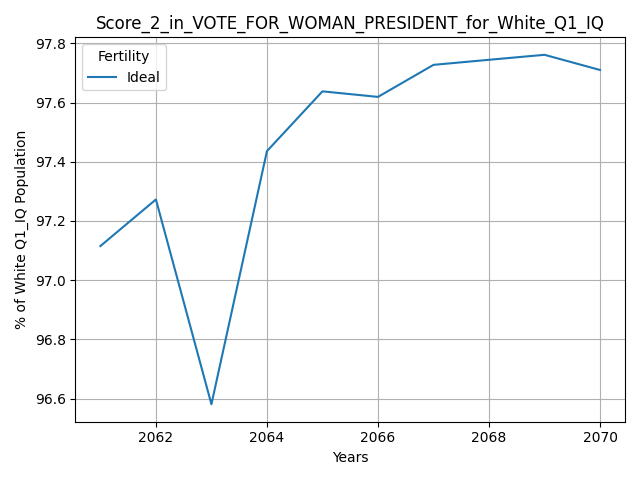 Score_2_in_VOTE_FOR_WOMAN_PRESIDENT_for_White_Q1_IQ
97.8
97.6
97.4
97.2
97.0
96.8
96.6
% of White Q1_IQ Population
Fertility
Ideal
2062
2064
2066
2068
2070
Years